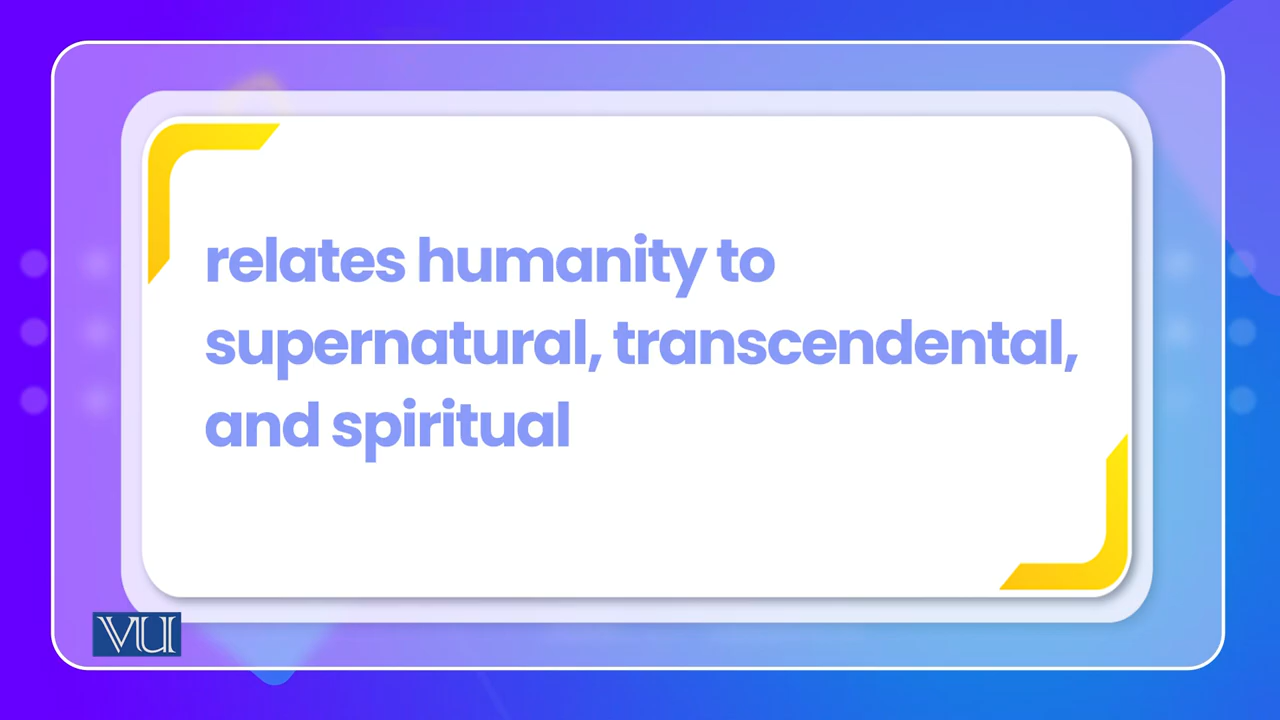 relates humanity to
supernatural, transcendental,
and spiritual
VU